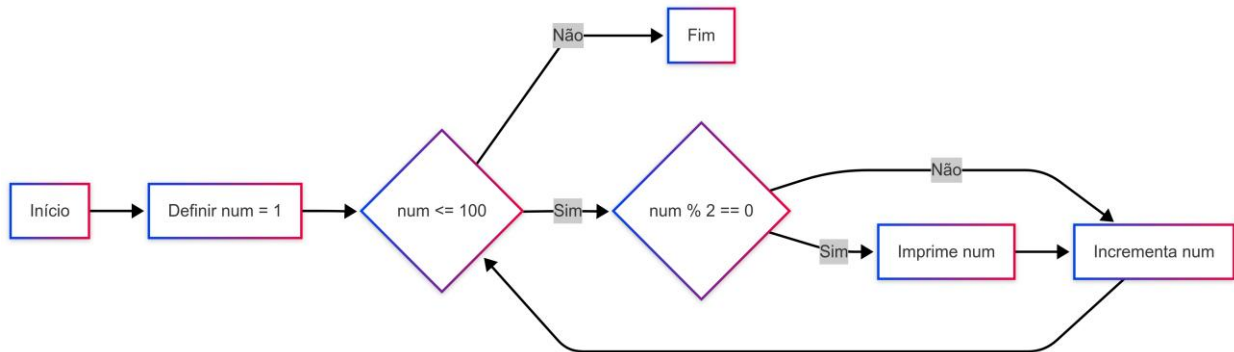 Início
Definir num = 1
num <= 100
Não
Fim
Sim
num % 2 == 0
Não
Sim
Imprime num
Incrementa num